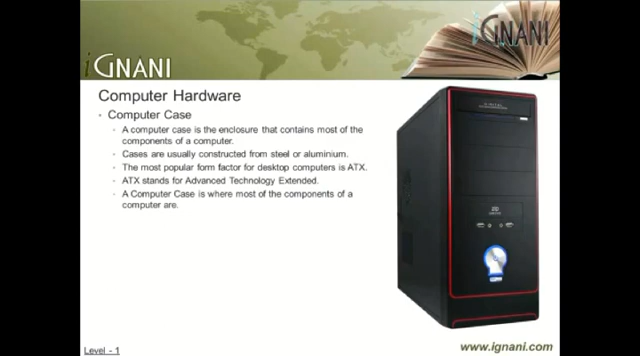 iGNANI
iGNANI
Computer Hardware
• Computer Case
• A computer case is the enclosure that contains most of the
components of a computer.
• Cases are usually constructed from steel or aluminium.
• The most popular form factor for desktop computers is ATX.
• ATX stands for Advanced Technology Extended.
• A Computer Case is where most of the components of a
computer are.
DIGITAL
Level - 1
www.ignani.com